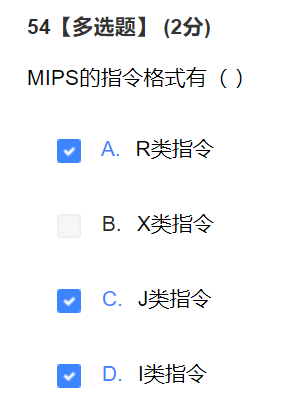 54【多选题】 (2分)
MIPS的指令格式有（ ）
A. R类指令
B. X类指令
C. J类指令
D. I类指令